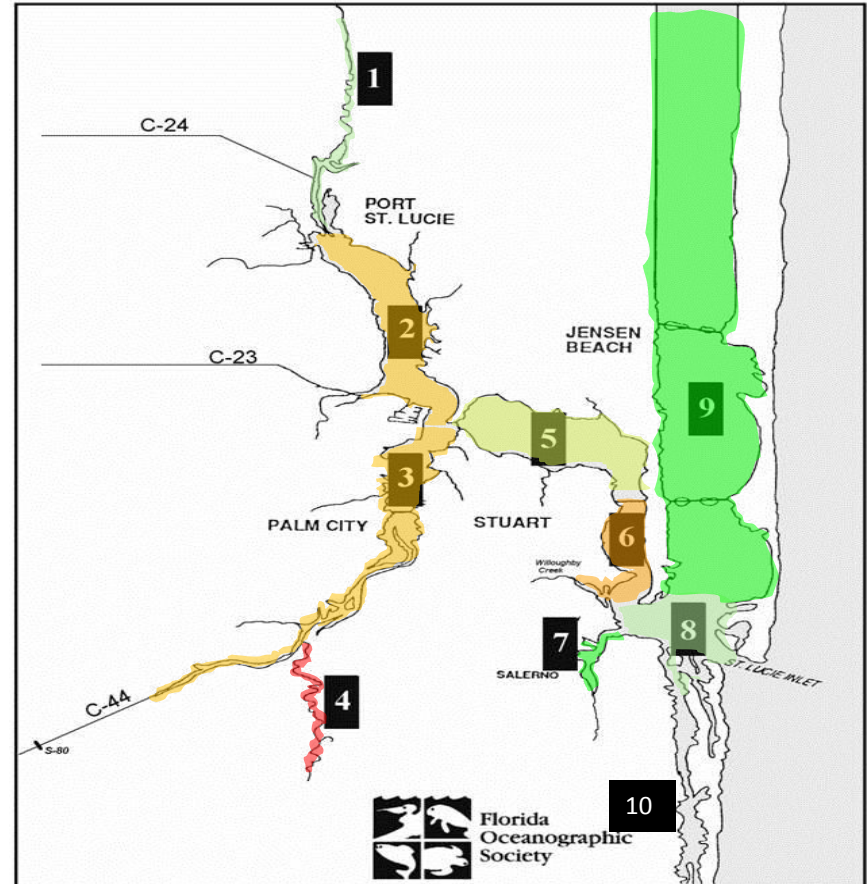 1
C-24
PORT
ST. LUCIE
2
JENSEN
BEACH
C-23
9
5
3
PALM CITY
STUART
6
Willoughby
Creek
8
7
ST. LUCIE INLET
SALERNO
4
C-44
S-80
10
Florida
Oceanographic
Society